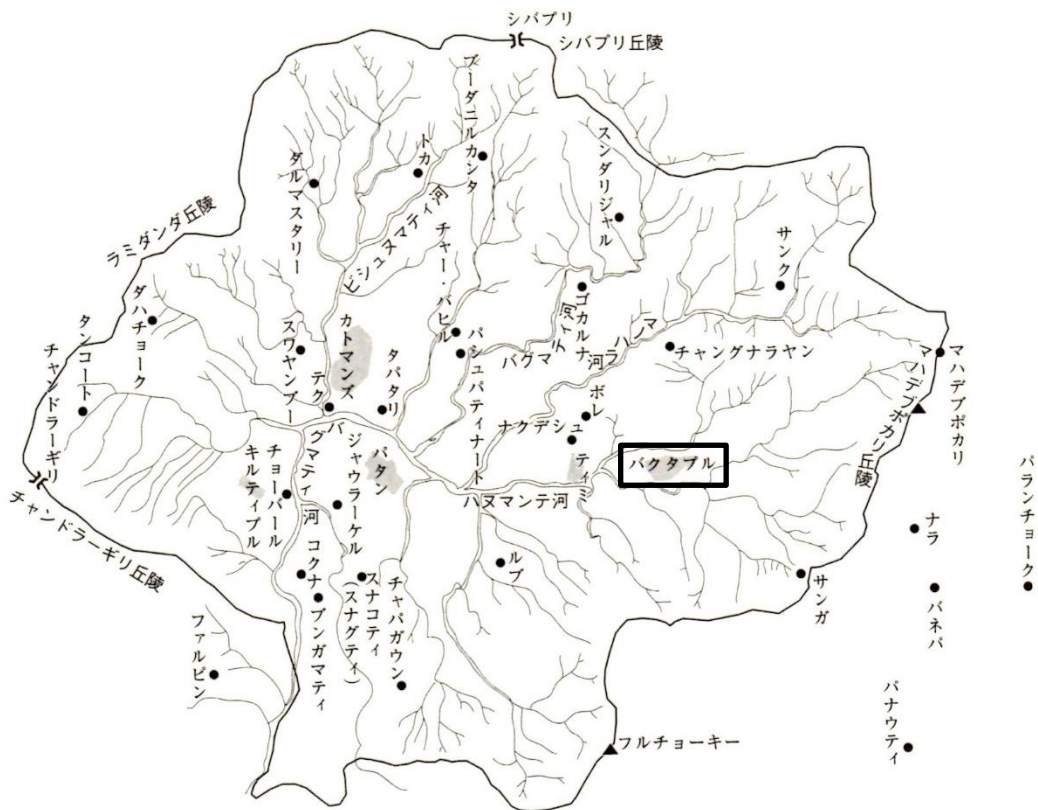 シバプリ
シバプリ丘陵
ブーダニルカンタ
トカ
ダルマスタリー
スンダリジャル
ビシュヌマティ河
ラミダンダ丘陵
サンク
ダハチョーク
タンコート
チャンドラーギリ
チャー・バヒル
ゴカルナ
バグマティ河
マノハラ河
チャングナラヤン
カトマンズ
スワヤンブー
テク
タパタリ
パシュパティナート
ボレ
ナクデシュ
ティミ
バクタプル
マハデブポカリ
マハデブポカリ丘陵
チャンドラーギリ丘陵
キルティプル
チョーバール
バグマティ河
ジャウラーケル
パタン
ハヌマンテ河
パランチョーク
ナラ
コクナ
ブンガマティ
スナコティ
(スナグティ)
チャパガウン
ルブ
サンガ
バネパ
ファルピン
フルチョーキー
パナウティ